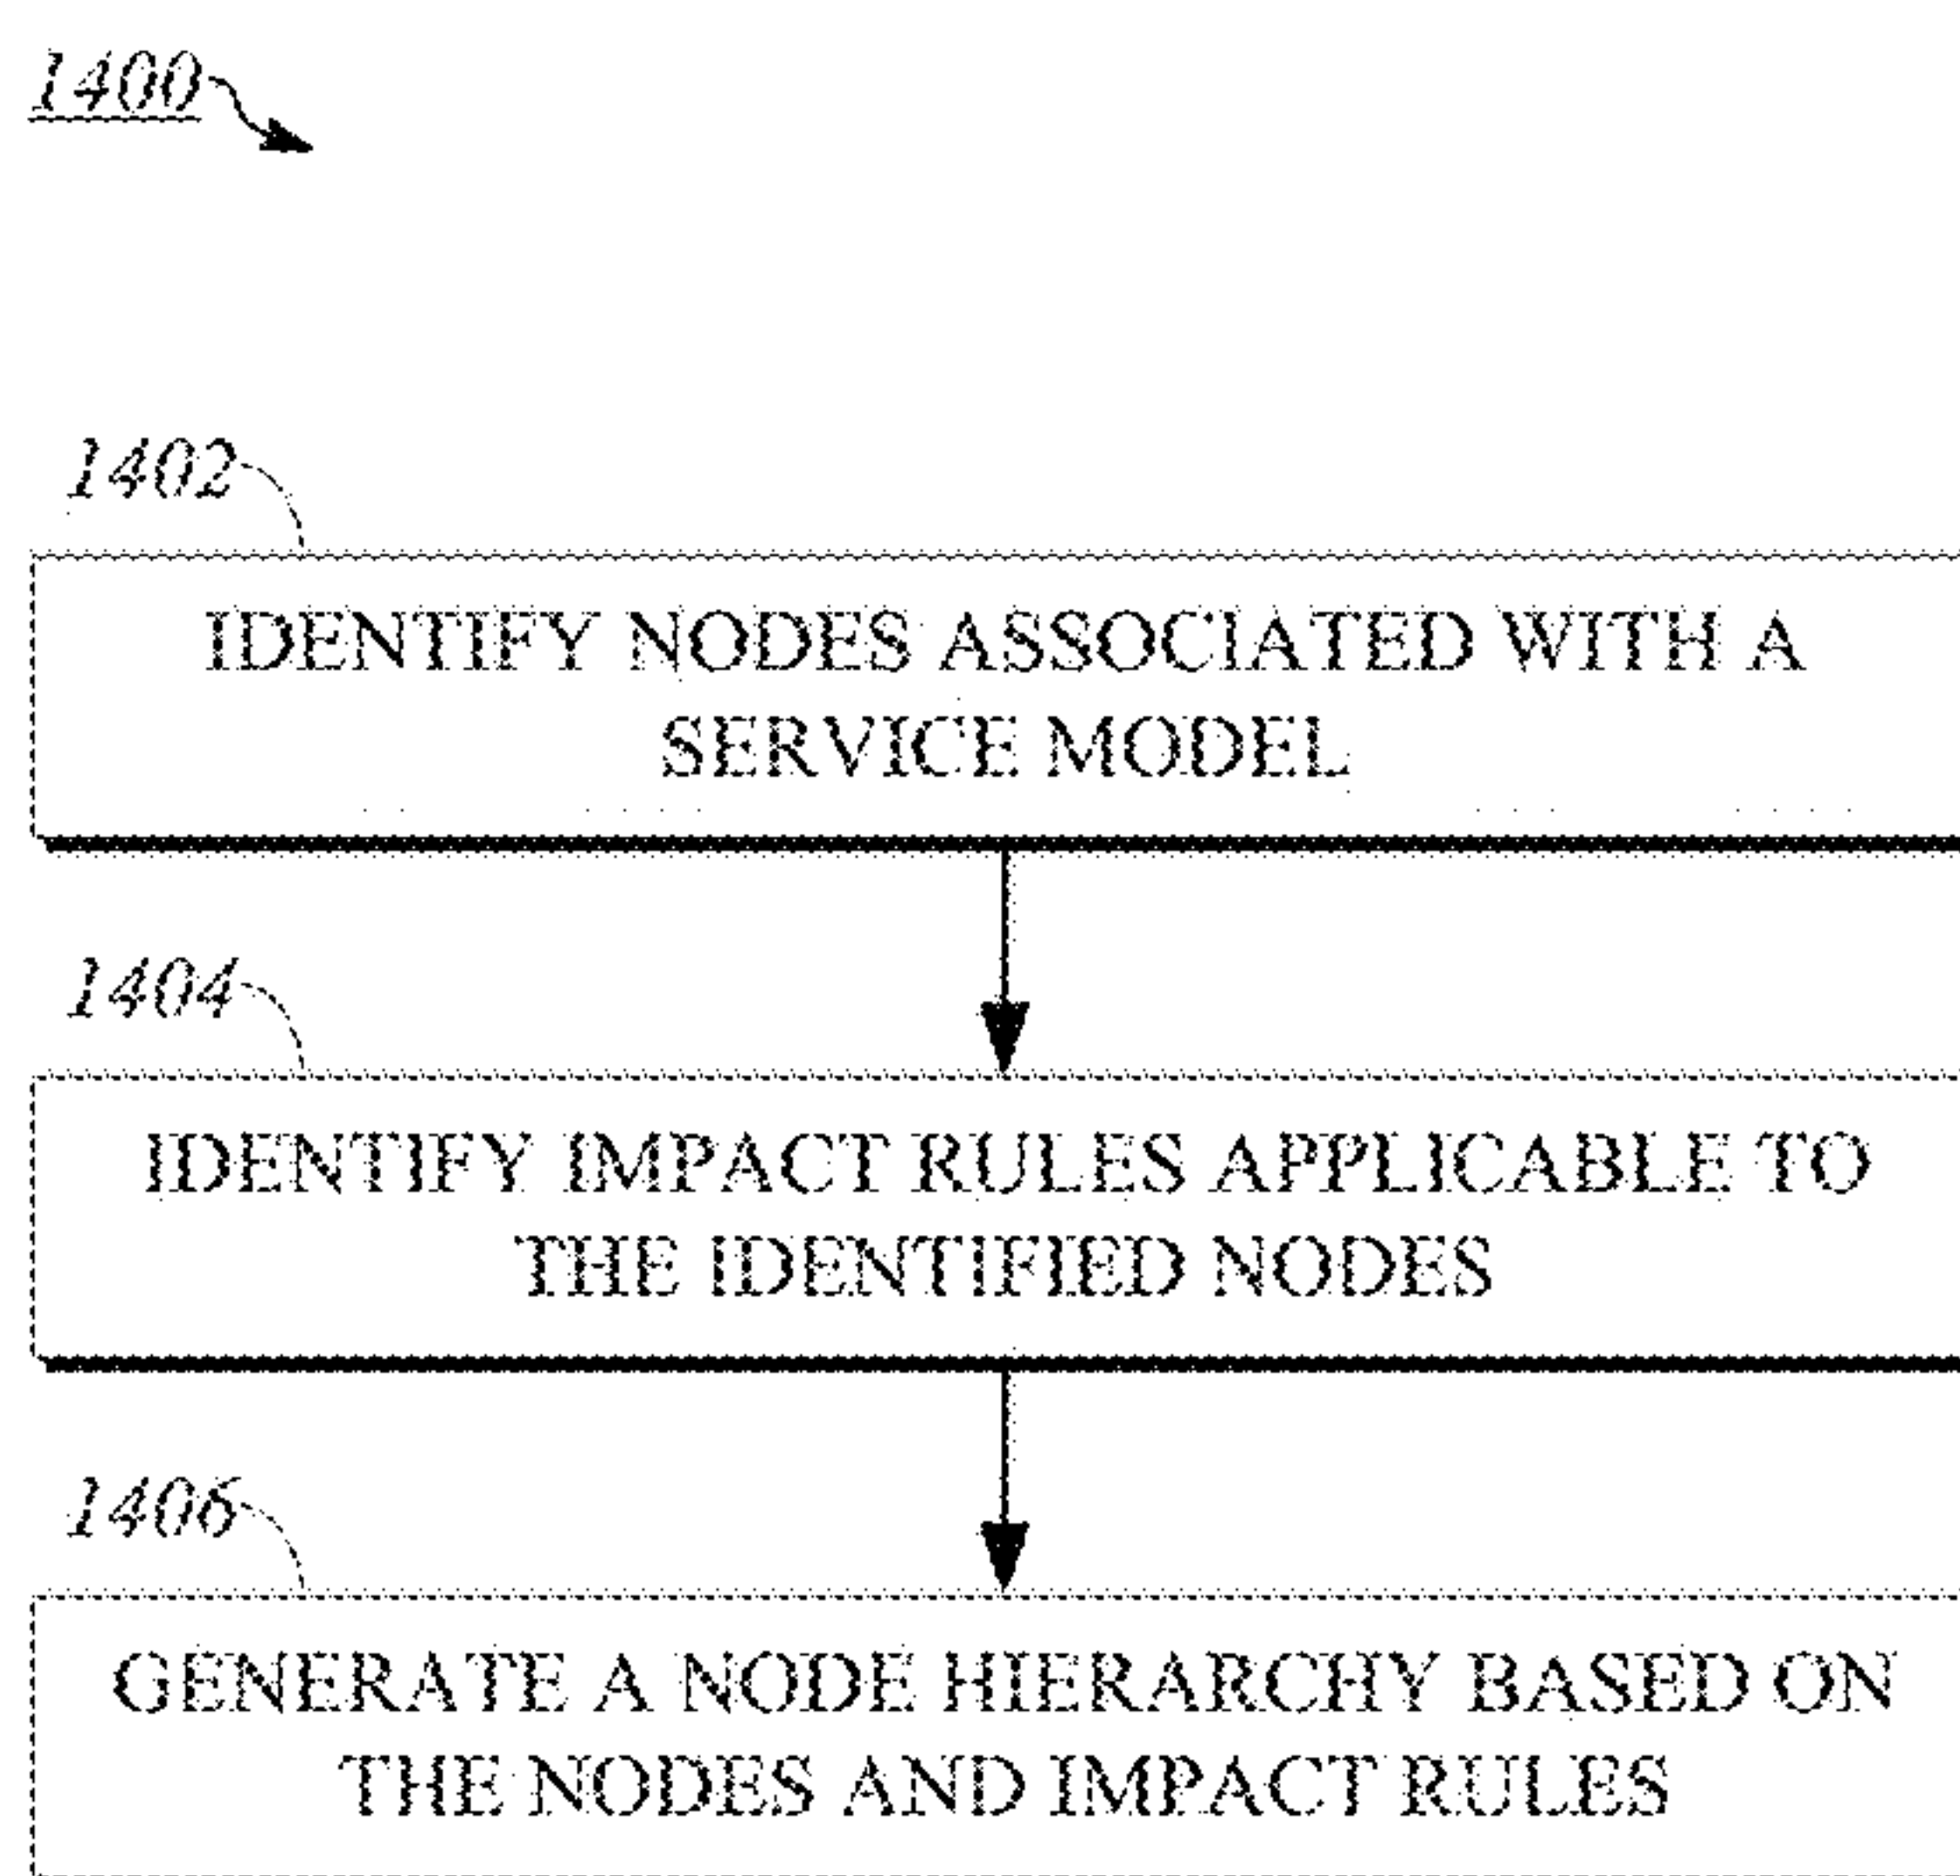 1400
1402
IDENTIFY NODES ASSOCIATED WITH A
SERVICE MODEL
1404
IDENTIFY IMPACT RULES APPLICABLE TO
THE IDENTIFIED NODES
1406
GENERATE A NODE HIERARCHY BASED ON
THE NODES AND IMPACT RULES